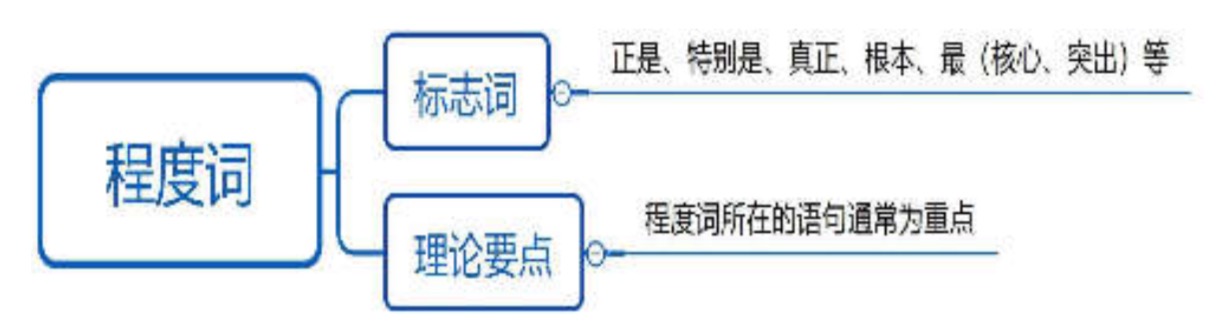 程度词
标志词
正是、特别是、真正、根本、最（核心、突出）等
理论要点
程度词所在的语句通常为重点